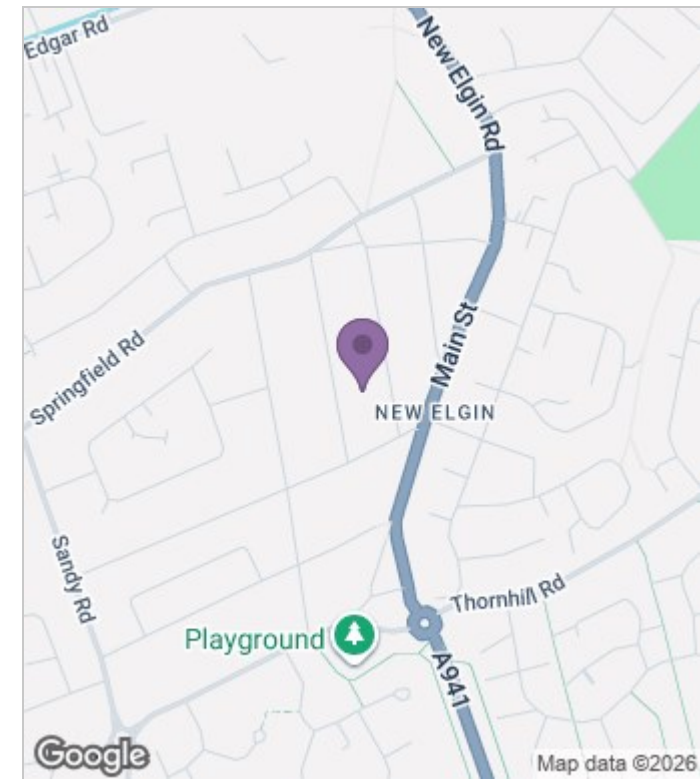 Edgar Rd
New Elgin Rd
Main St
Springfield Rd
NEW ELGIN
Sandy Rd
Thornhill Rd
Playground
A941
Google
Map data ©2026